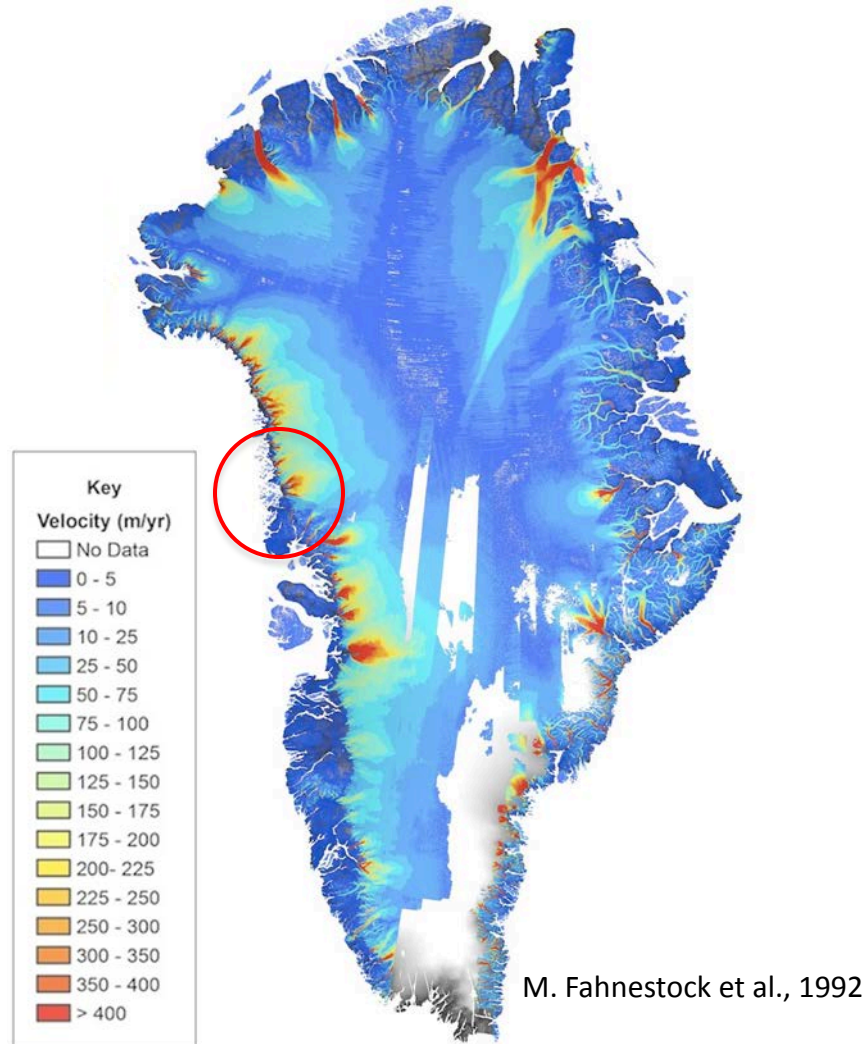 Key
Velocity (m/yr)
No Data
0 - 5
5 - 10
10 - 25
25 - 50
50 - 75
75 - 100
100 - 125
125 - 150
150 - 175
175 - 200
200- 225
225 - 250
250 - 300
300 - 350
350 - 400
> 400
M. Fahnestock et al., 1992